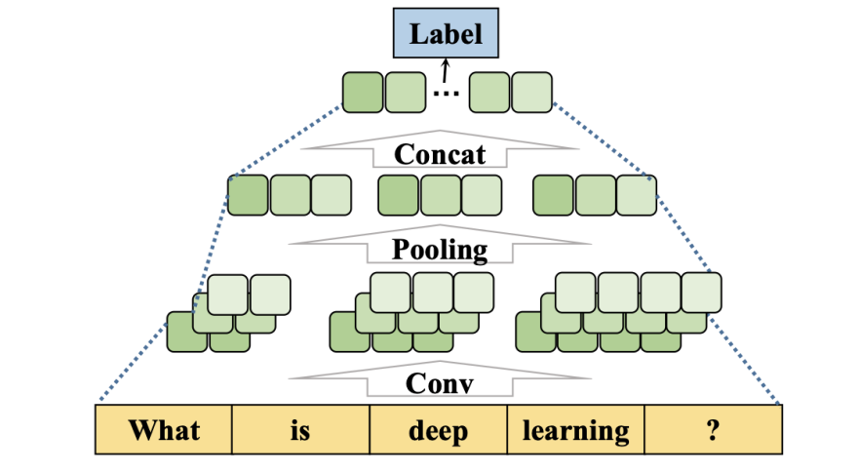 Label
...
Concat
Pooling
Conv
What is deep learning ?